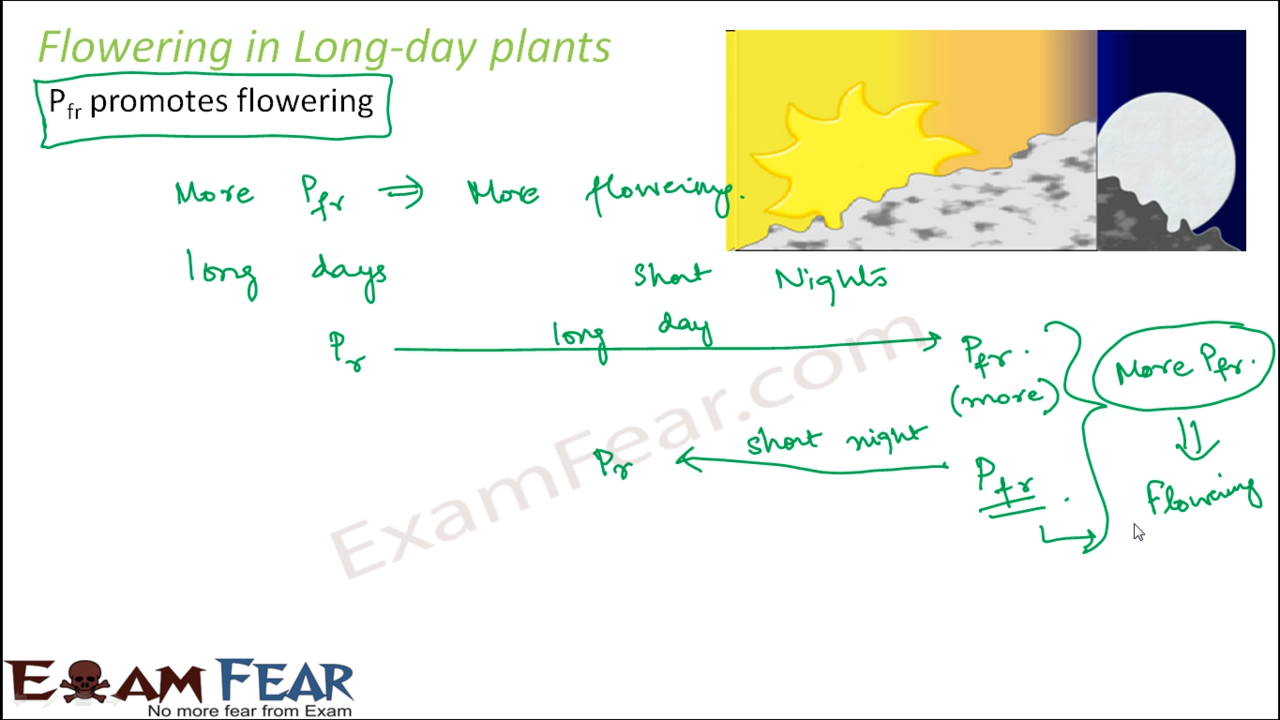 Flowering in Long-day plants
Pfr promotes flowering
More Pfr ⇒ More flowering.
long days
Short Nights
long day
Pr
Pfr.
(more)
More Pfr.
short night
Pr
Pfr.
Flowering
ExamFear.com
EXAM FEAR
No more fear from Exam